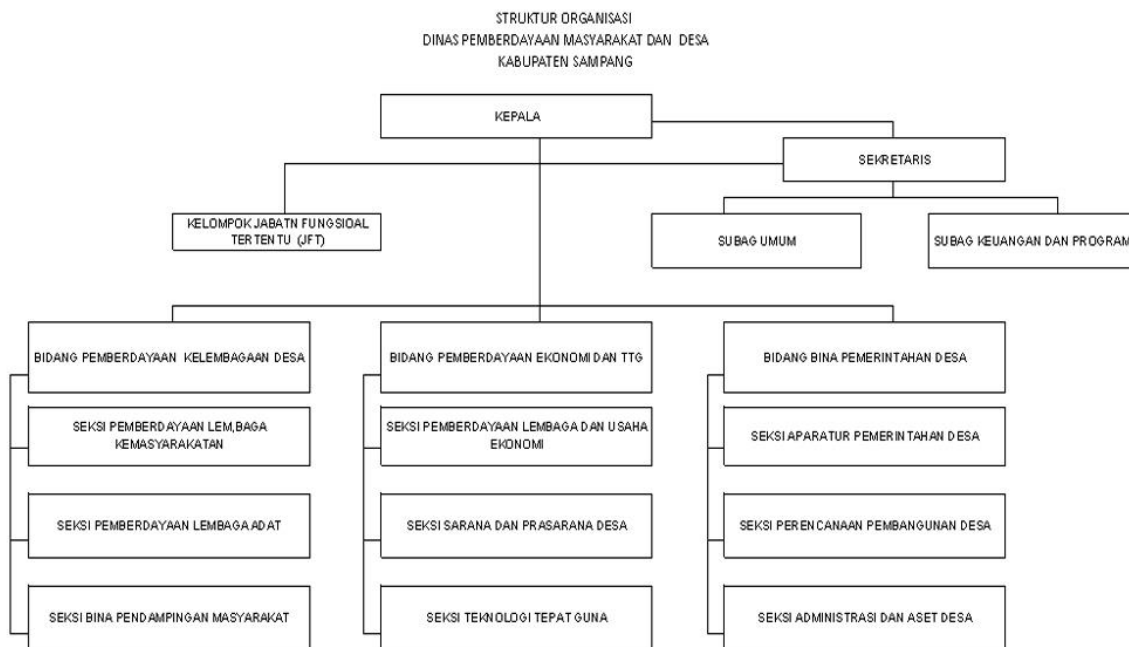 STRUKTUR ORGANISASI
DINAS PEMBERDAYAAN MASYARAKAT DAN DESA
KABUPATEN SAMPANG
KEPALA
SEKRETARIS
KELOMPOK JABATN FUNGSIOAL
TERTENTU (JFT)
SUBAG UMUM
SUBAG KEUANGAN DAN PROGRAM
BIDANG PEMBERDAYAAN KELEMBAGAAN DESA
BIDANG PEMBERDAYAAN EKONOMI DAN TTG
BIDANG BINA PEMERINTAHAN DESA
SEKSI PEMBERDAYAAN LEM,BAGA
KEMASYARAKATAN
SEKSI PEMBERDAYAAN LEMBAGA DAN USAHA
EKONOMI
SEKSI APARATUR PEMERINTAHAN DESA
SEKSI PEMBERDAYAAN LEMBAGA ADAT
SEKSI SARANA DAN PRASARANA DESA
SEKSI PERENCANAAN PEMBANGUNAN DESA
SEKSI BINA PENDAMPINGAN MASYARAKAT
SEKSI TEKNOLOGI TEPAT GUNA
SEKSI ADMINISTRASI DAN ASET DESA